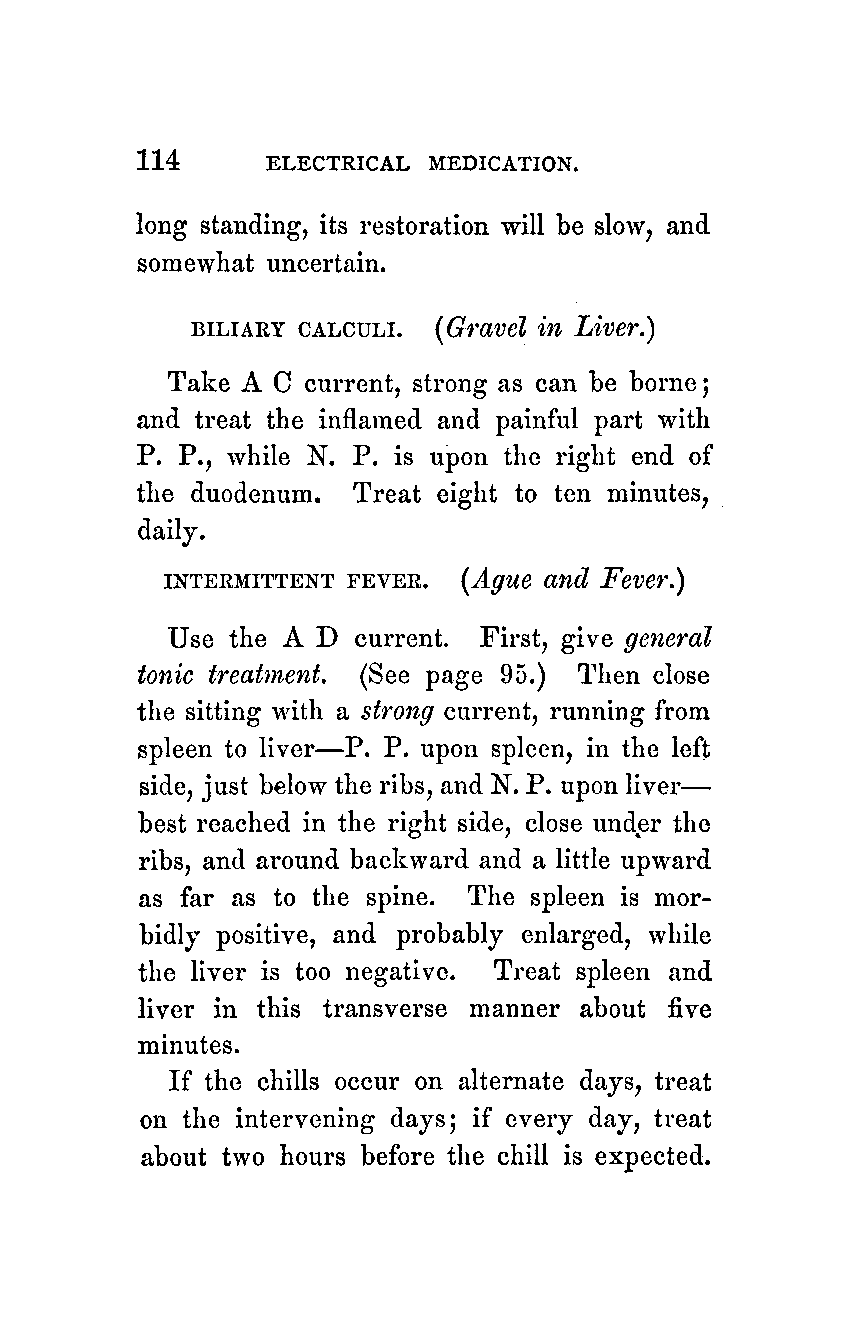 114 ELECTRICAL MEDICATION.
long standing, its restoration will be slow, and
somewhat uncertain.
BILIARY CALCULI. (Gravel in Liver.)
Take A C current, strong as can be borne;
and treat the inflamed and painful part with
P. P., while N. P. is upon the right end of
the duodenum. Treat eight to ten minutes,
daily.
INTERMITTENT FEVER. (Ague and Fever.)
Use the A D current. First, give general
tonic treatment. (See page 95.) Then close
the sitting with a strong current, running from
spleen to liver—P. P. upon spleen, in the left
side, just below the ribs, and N. P. upon liver—
best reached in the right side, close under the
ribs, and around backward and a little upward
as far as to the spine. The spleen is mor-
bidly positive, and probably enlarged, while
the liver is too negative. Treat spleen and
liver in this transverse manner about five
minutes.
If the chills occur on alternate days, treat
on the intervening days; if every day, treat
about two hours before the chill is expected.